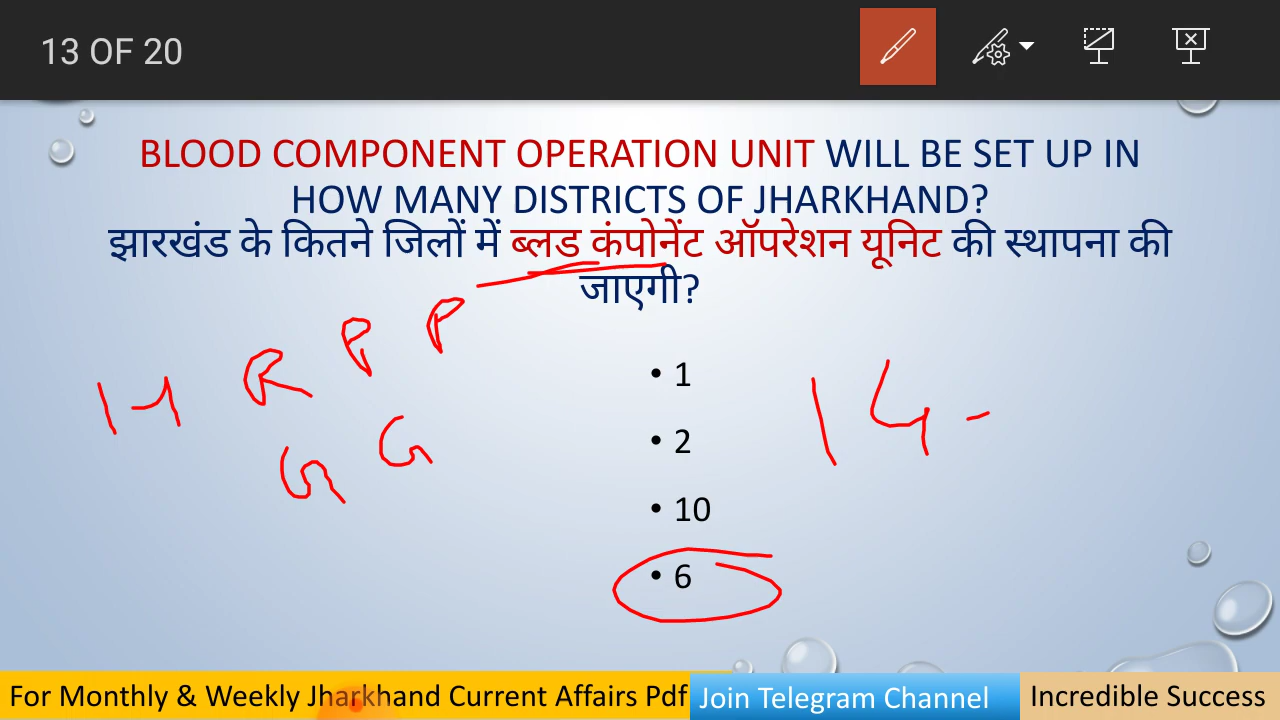 13 OF 20
BLOOD COMPONENT OPERATION UNIT WILL BE SET UP IN
HOW MANY DISTRICTS OF JHARKHAND?
झारखंड के कितने जिलों में ब्लड कंपोनेंट ऑपरेशन यूनिट की स्थापना की
जाएगी?
H R P P
G G
• 1
• 2
• 10
• 6
14 -
For Monthly & Weekly Jharkhand Current Affairs Pdf Join Telegram Channel Incredible Success